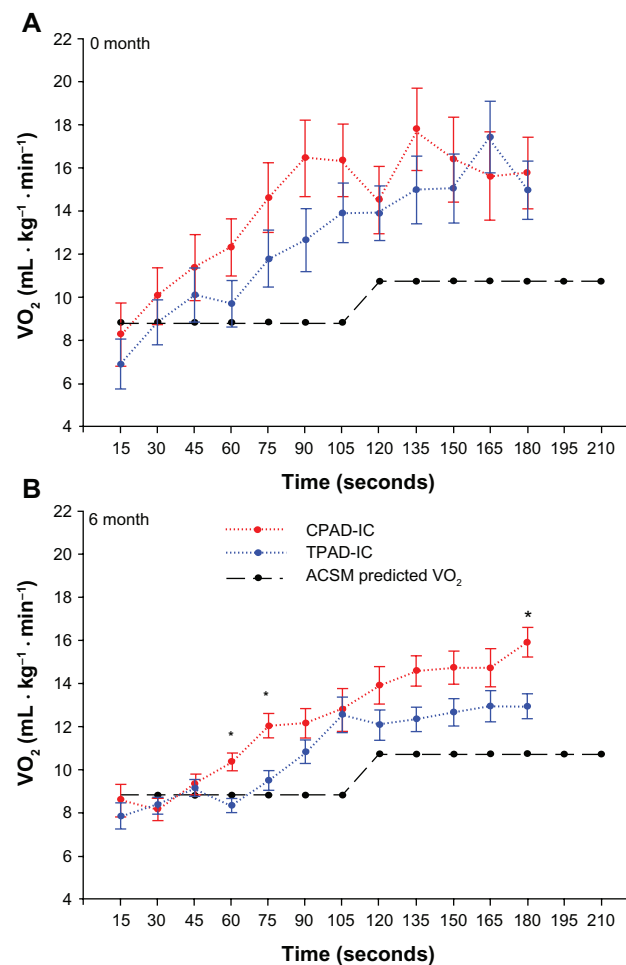 A
0 month
22
20
18
16
14
12
10
8
6
4
VO₂ (mL · kg⁻¹ · min⁻¹)
15 30 45 60 75 90 105 120 135 150 165 180 195 210
Time (seconds)
B
6 month
22
20
18
16
14
12
10
8
6
4
VO₂ (mL · kg⁻¹ · min⁻¹)
CPAD-IC
TPAD-IC
ACSM predicted VO₂
*
*
*
15 30 45 60 75 90 105 120 135 150 165 180 195 210
Time (seconds)